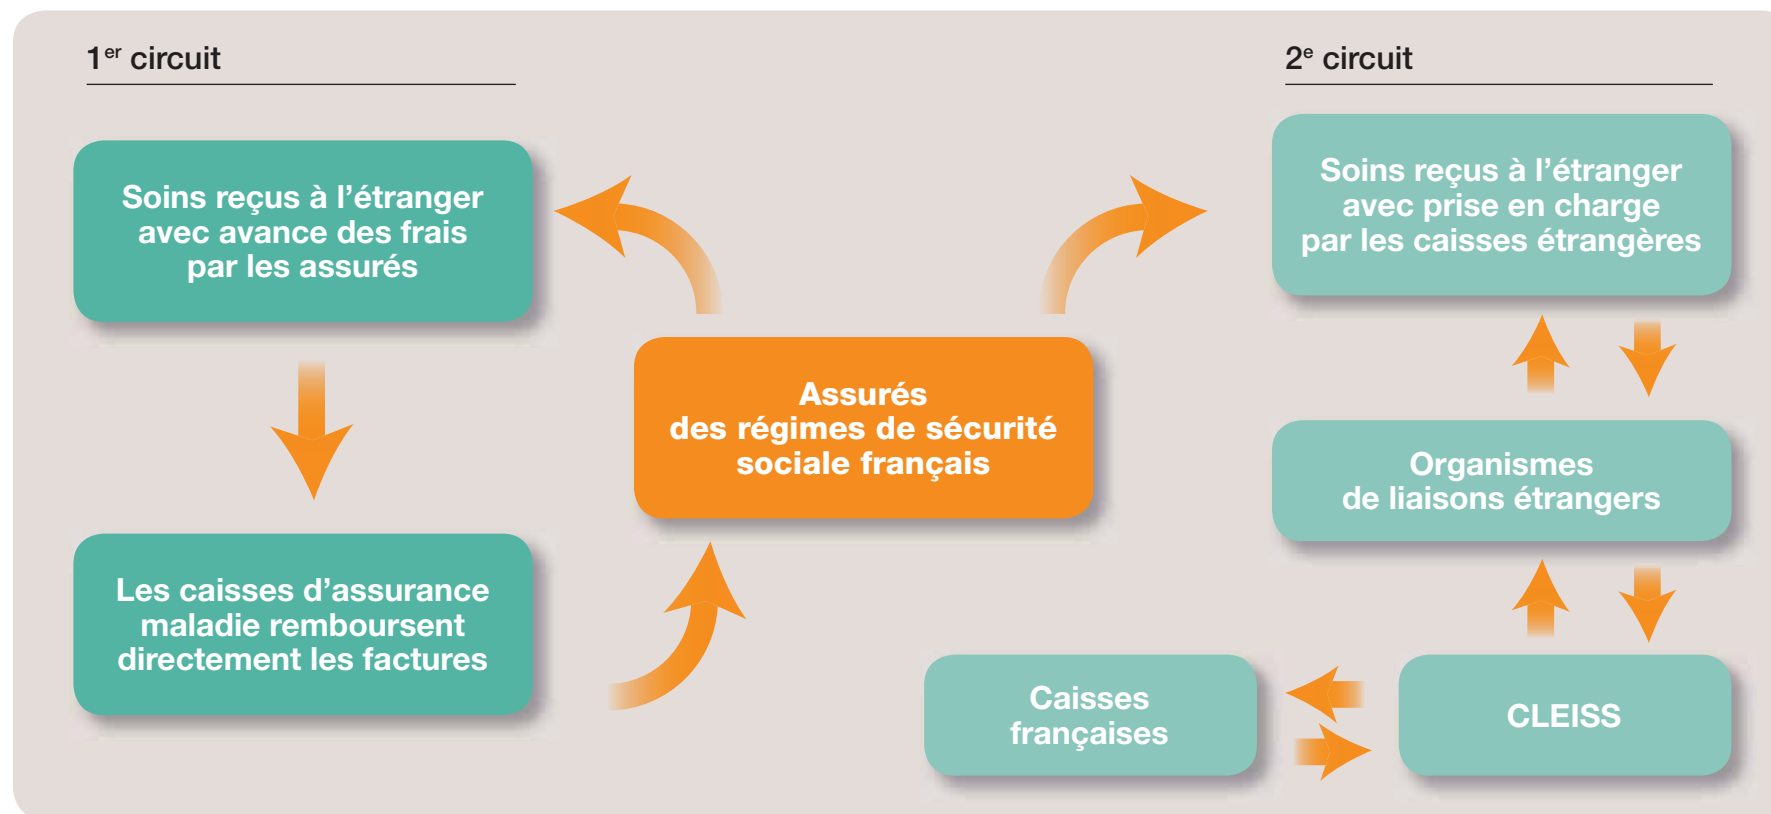 1er circuit
Soins reçus à l’étranger
avec avance des frais
par les assurés
Les caisses d’assurance
maladie remboursent
directement les factures
Assurés
des régimes de sécurité
sociale français
2e circuit
Soins reçus à l’étranger
avec prise en charge
par les caisses étrangères
Organismes
de liaisons étrangers
CLEISS
Caisses
françaises